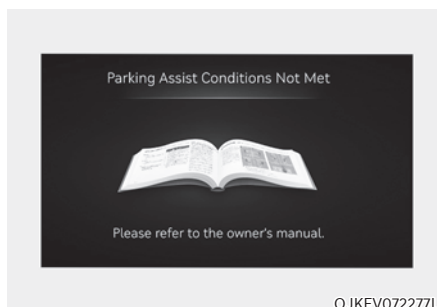 Parking Assist Conditions Not Met
Please refer to the owner's manual.
OJKEV072277L